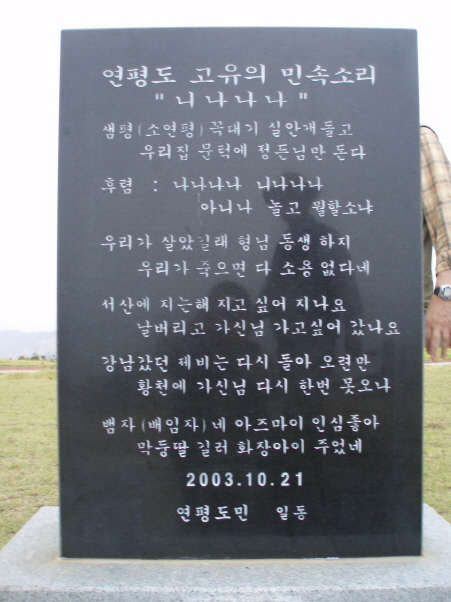 연평도 고유의 민속소리
"니나나나"
샘평(소연평)꼭대기 실안개돌고
우리집 문턱에 정든님만 돈다
후렴 : 나나나나 니나나나
아니나 놀고 뭘할소냐
우리가 살았길래 형님 동생 하지
우리가 죽으면 다 소용 없다네
서산에 지는해 지고 싶어 지나요
날버리고 가신님 가고싶어 갔나요
강남갔던 제비는 다시 돌아 오련만
황천에 가신님 다시 한번 못오나
뱀자(배임자)네 아즈마이 인심좋아
막둥딸 길러 화장아이 주었네
2003.10.21
연평도민 일동